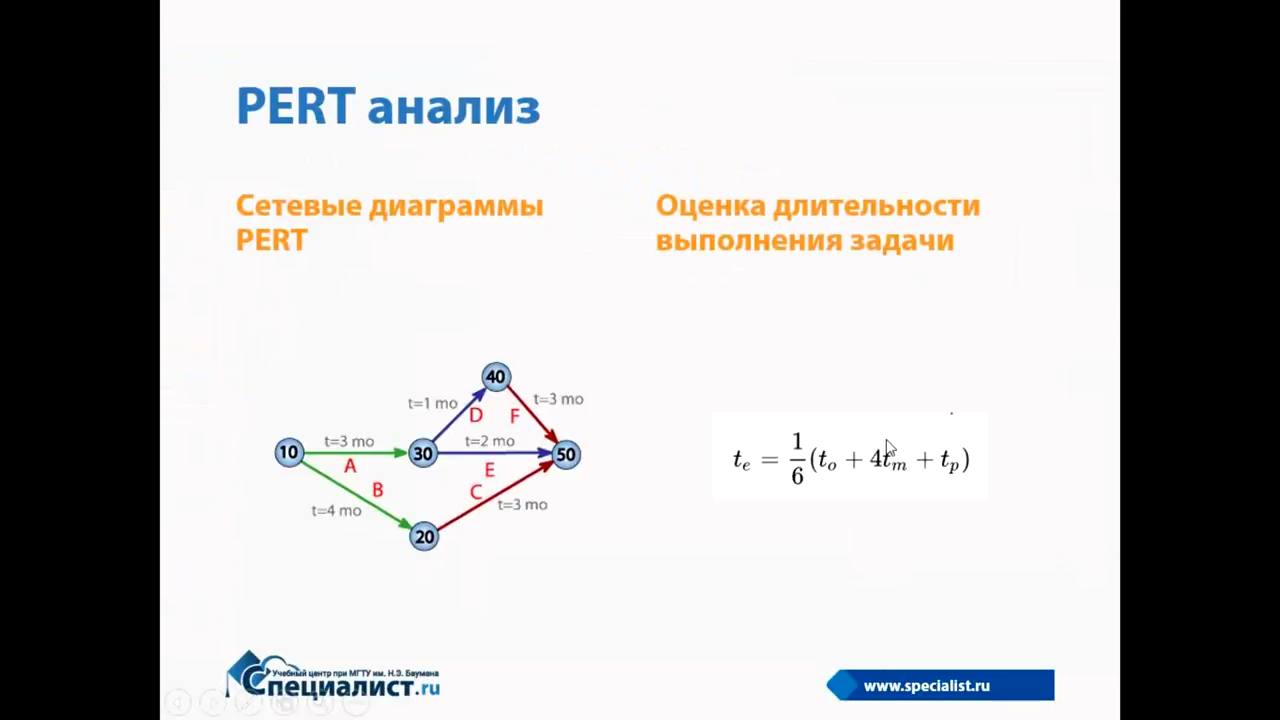 PERT анализ
Сетевые диаграммы
PERT
Оценка длительности
выполнения задачи
40
t=1 mo
D
F
t=3 mo
10
t=3 mo
A
30
t=2 mo
E
50
B
t=4 mo
C
t=3 mo
20
t_e = 1/6 (t_o + 4t_m + t_p)
Учебный центр при МГТУ им. Н.Э. Баумана
Специалист.ru
www.specialist.ru